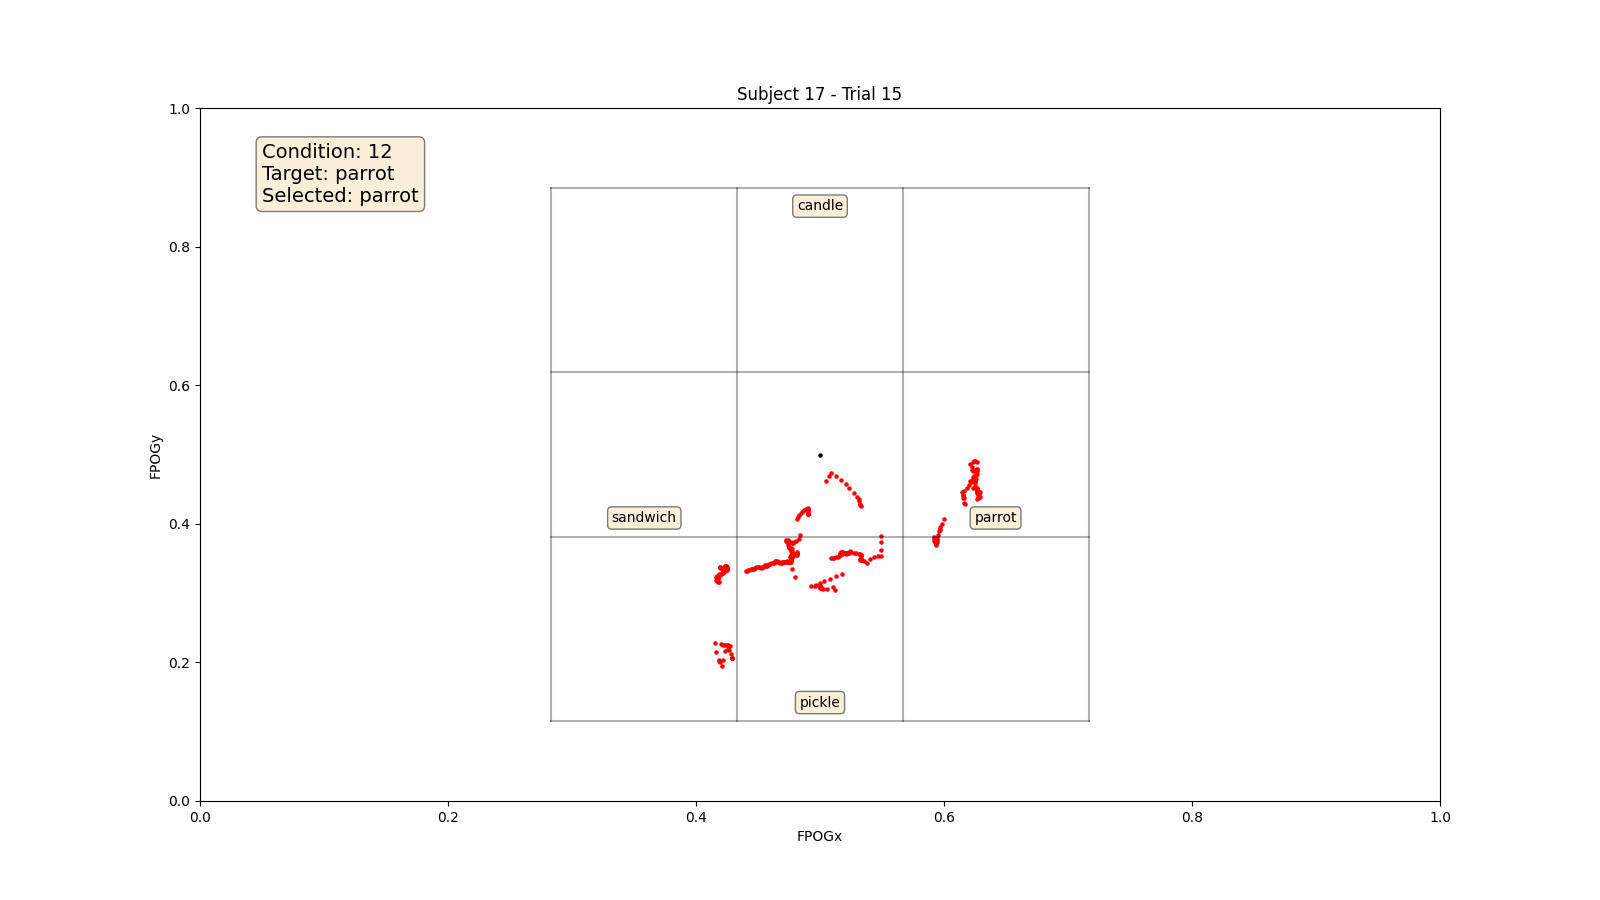 Subject 17 - Trial 15
1.0
Condition: 12
Target: parrot
Selected: parrot
candle
0.8
0.6
FPOGy
sandwich
parrot
0.4
0.2
pickle
0.0
0.0 0.2 0.4 0.6 0.8 1.0
FPOGx